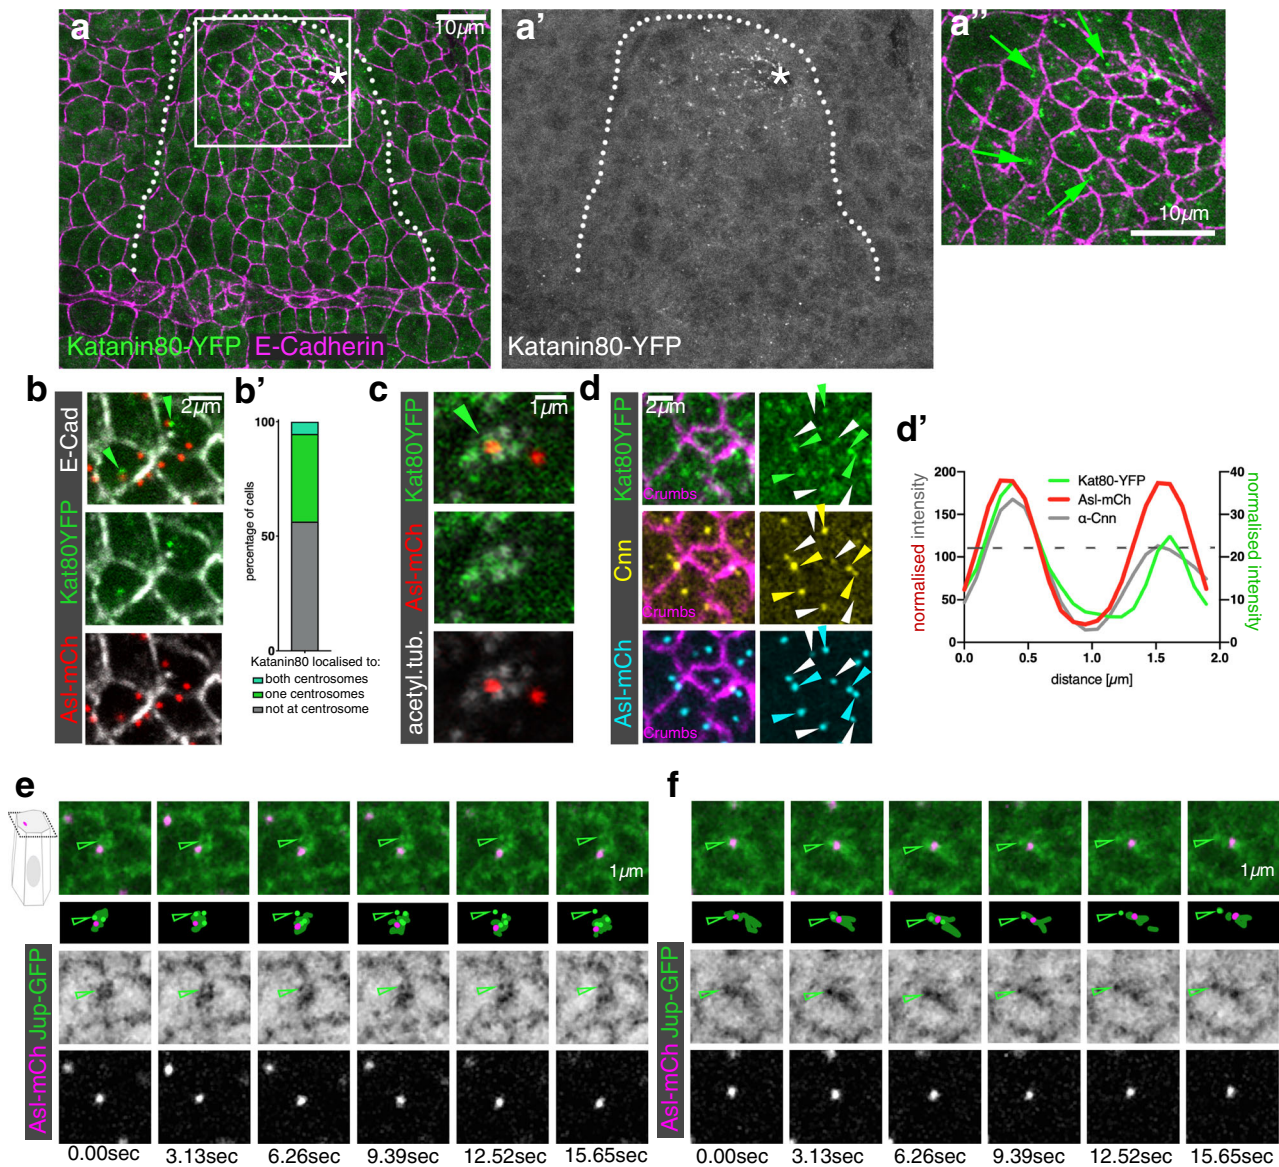 a
10µm
Katanin80-YFP E-Cadherin
a'
Katanin80-YFP
a"
10µm
b
E-Cad
Kat80YFP
Asl-mCh
2µm
b'
100
50
0
percentage of cells
Katanin80 localised to:
both centrosomes
one centrosomes
not at centrosome
c
Kat80YFP
Asl-mCh
acetyl.tub.
1µm
d
Kat80YFP
Cnn
Asl-mCh
2µm
Crumbs
Crumbs
Crumbs
d'
normalised intensity
200
150
100
50
0
Kat80-YFP
Asl-mCh
α-Cnn
40
30
20
10
0
normalised intensity
0.0 0.5 1.0 1.5 2.0
distance [µm]
e
1µm
Asl-mCh Jup-GFP
0.00sec 3.13sec 6.26sec 9.39sec 12.52sec 15.65sec
f
1µm
Asl-mCh Jup-GFP
0.00sec 3.13sec 6.26sec 9.39sec 12.52sec 15.65sec